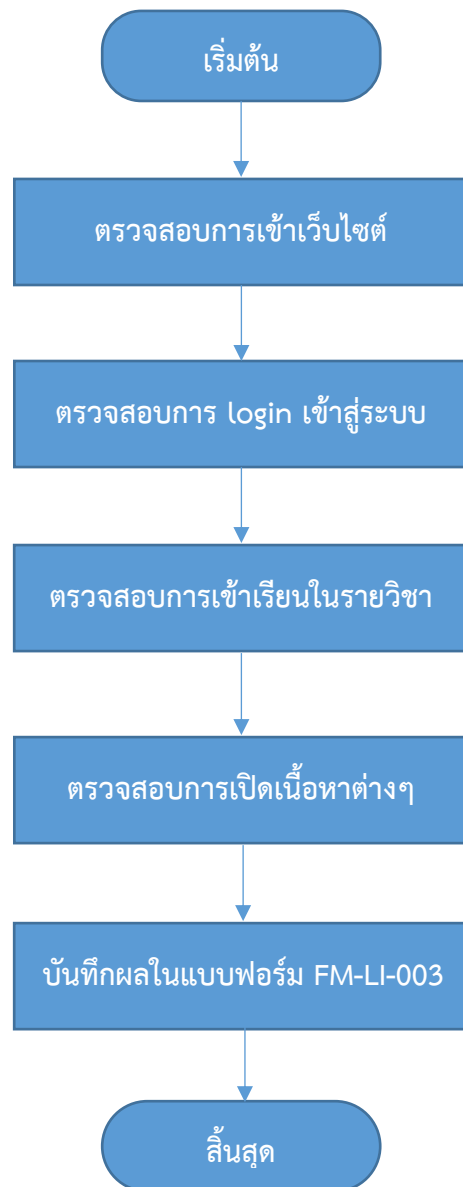 เริ่มต้น
ตรวจสอบการเข้าเว็บไซต์
ตรวจสอบการ login เข้าสู่ระบบ
ตรวจสอบการเข้าเรียนในรายวิชา
ตรวจสอบการเปิดเนื้อหาต่างๆ
บันทึกผลในแบบฟอร์ม FM-LI-003
สิ้นสุด